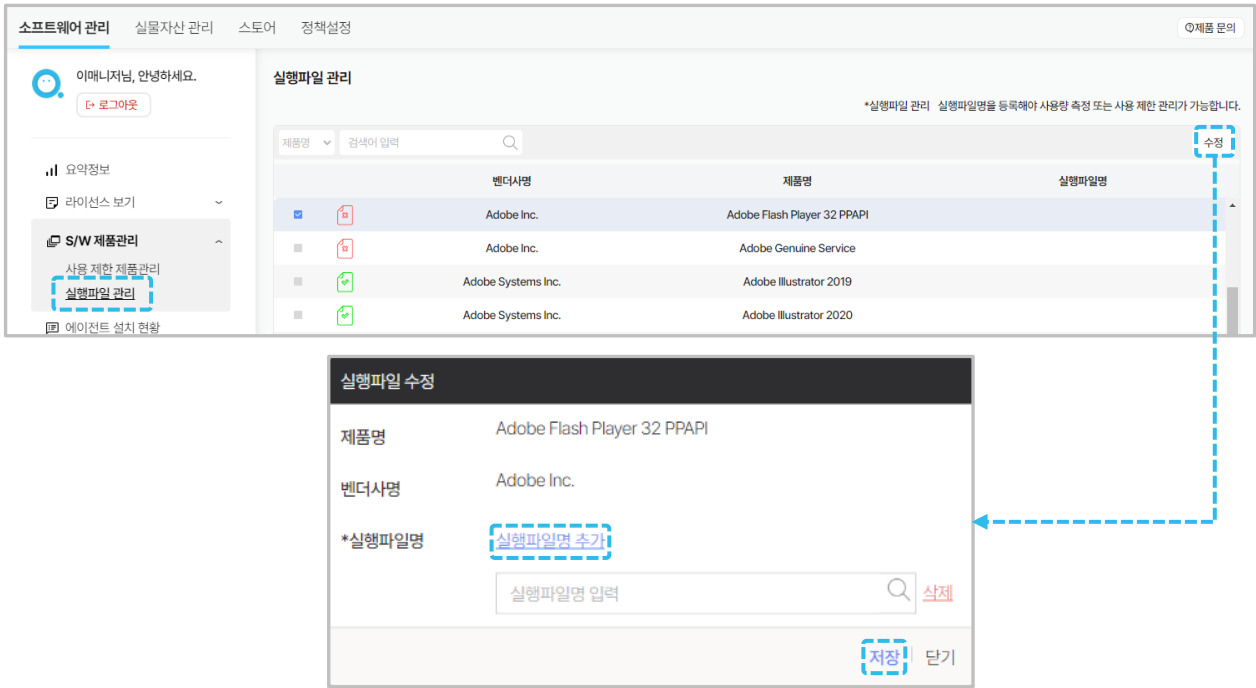 소프트웨어 관리 실물자산 관리 스토어 정책설정 제품 문의
이매니저님, 안녕하세요.
로그아웃
요약정보
라이선스 보기
S/W 제품관리
사용 제한 제품관리
실행파일 관리
에이전트 설치 현황
실행파일 관리
*실행파일 관리 실행파일명을 등록해야 사용량 측정 또는 사용 제한 관리가 가능합니다.
제품명 검색어 입력 수정
벤더사명 제품명 실행파일명
Adobe Inc. Adobe Flash Player 32 PPAPI
Adobe Inc. Adobe Genuine Service
Adobe Systems Inc. Adobe Illustrator 2019
Adobe Systems Inc. Adobe Illustrator 2020
실행파일 수정
제품명 Adobe Flash Player 32 PPAPI
벤더사명 Adobe Inc.
*실행파일명 실행파일명 추가
실행파일명 입력 삭제
저장 닫기